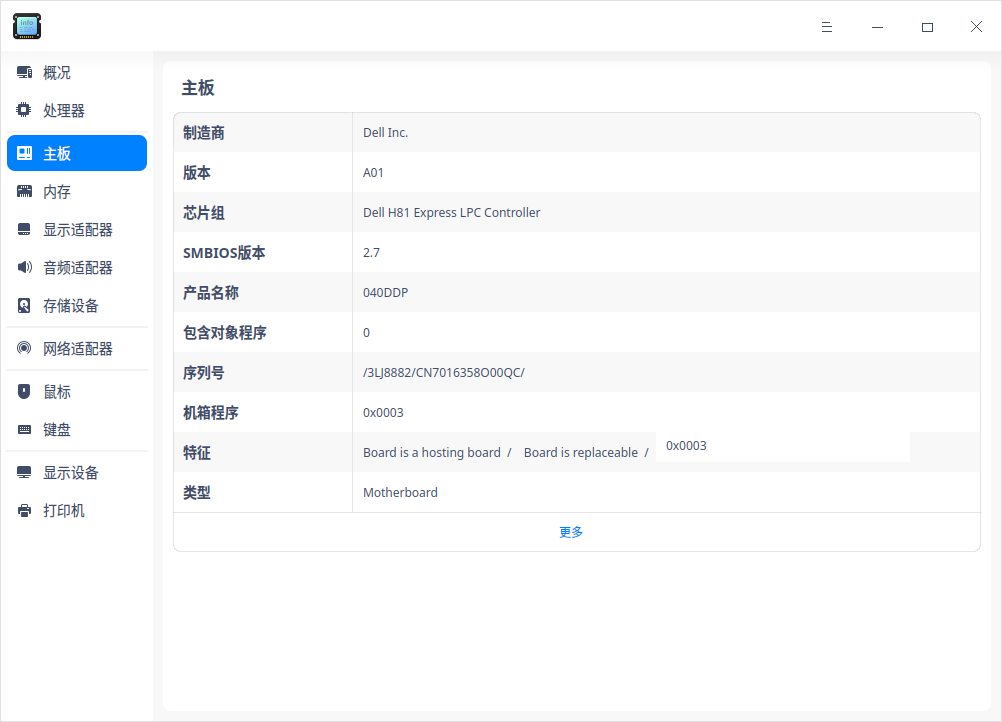 info
概况
处理器
主板
内存
显示适配器
音频适配器
存储设备
网络适配器
鼠标
键盘
显示设备
打印机
主板
制造商 Dell Inc.
版本 A01
芯片组 Dell H81 Express LPC Controller
SMBIOS版本 2.7
产品名称 040DDP
包含对象程序 0
序列号 /3LJ8882/CN7016358O00QC/
机箱程序 0x0003
特征 Board is a hosting board / Board is replaceable / 0x0003
类型 Motherboard
更多